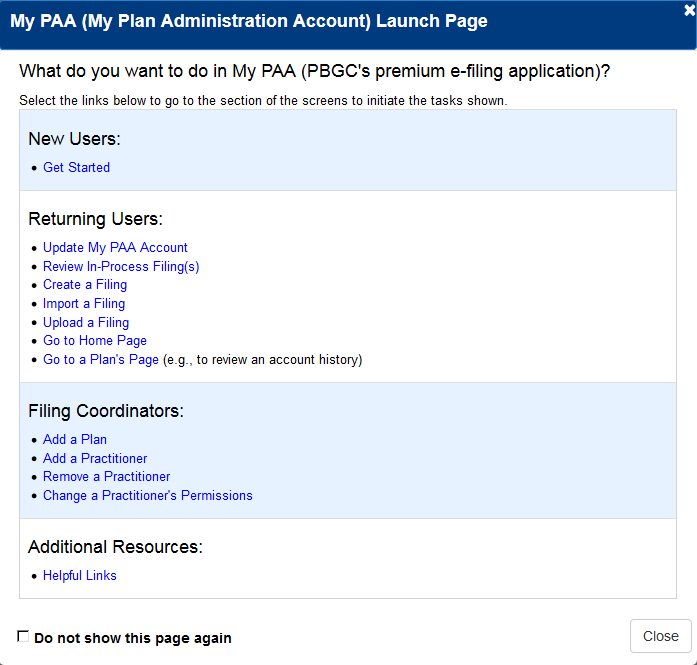 My PAA (My Plan Administration Account) Launch Page
What do you want to do in My PAA (PBGC's premium e-filing application)?
Select the links below to go to the section of the screens to initiate the tasks shown.
New Users:
Get Started
Returning Users:
Update My PAA Account
Review In-Process Filing(s)
Create a Filing
Import a Filing
Upload a Filing
Go to Home Page
Go to a Plan's Page (e.g., to review an account history)
Filing Coordinators:
Add a Plan
Add a Practitioner
Remove a Practitioner
Change a Practitioner's Permissions
Additional Resources:
Helpful Links
Do not show this page again
Close